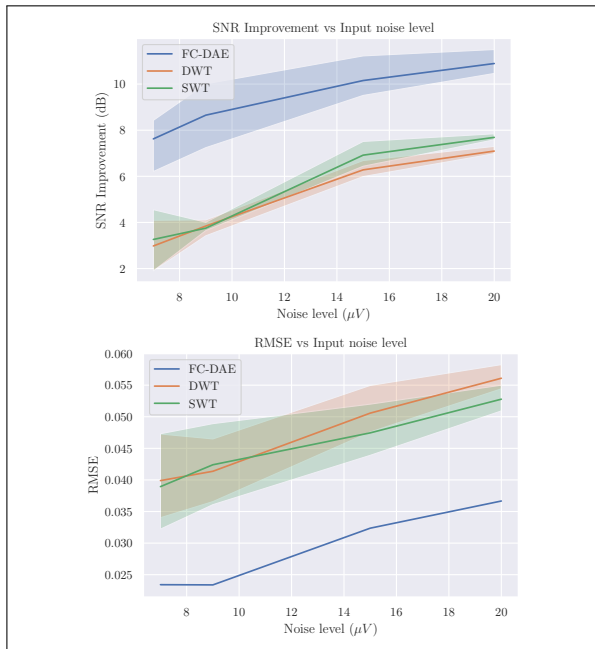 SNR Improvement vs Input noise level
FC-DAE
DWT
SWT
10
8
6
4
2
SNR Improvement (dB)
8 10 12 14 16 18 20
Noise level (μV)
RMSE vs Input noise level
FC-DAE
DWT
SWT
0.060
0.055
0.050
0.045
0.040
0.035
0.030
0.025
RMSE
8 10 12 14 16 18 20
Noise level (μV)